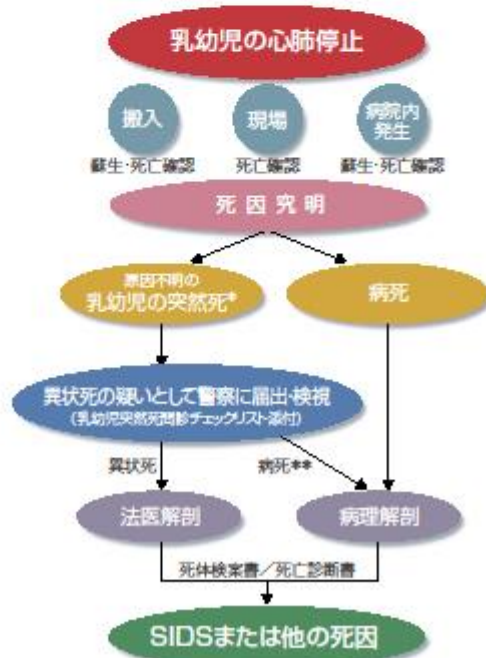 乳幼児の心肺停止
搬入
現場
病院内
発生
蘇生・死亡確認
死亡確認
蘇生・死亡確認
死因究明
原因不明の
乳幼児の突然死*
病死
異状死の疑いとして警察に届出・検視
(乳幼児突然死問診チェックリスト添付)
異状死
病死**
法医解剖
病理解剖
死体検案書/死亡診断書
SIDSまたは他の死因